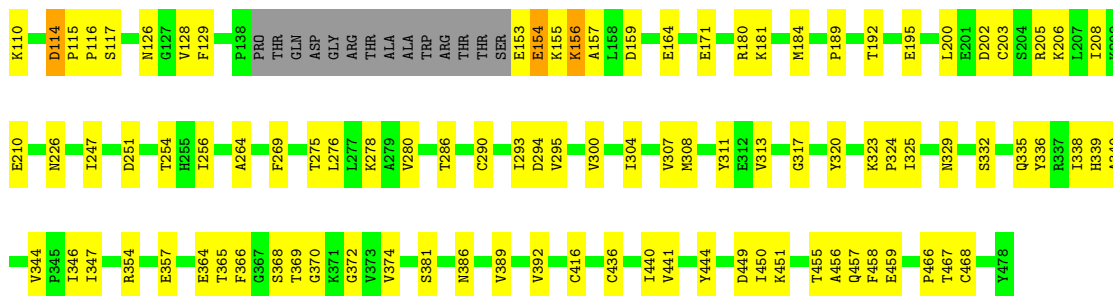 K110 D114 P115 P116 S117 N126 G127 V128 F129 P138 PRO THR GLN ASP GLY ARG THR ALA ALA TRP ARG THR THR SER E153 E154 K155 K156 A157 L158 D159 E164 E171 R180 K181 M184 P189 T192 E195 L200 E201 D202 C203 S204 R205 K206 L207 I208
E210 N226 I247 D251 T254 H255 I256 A264 F269 T275 L276 L277 K278 A279 V280 T286 C290 I293 D294 V295 V300 I304 V307 M308 Y311 E312 V313 G317 Y320 K323 P324 I325 N329 S332 Q335 Y336 R337 I338 H339
V344 P345 I346 I347 R354 E357 E364 T365 F366 G367 S368 T369 G370 K371 G372 V373 V374 S381 N386 V389 V392 C416 C436 I440 V441 Y444 D449 I450 K451 T455 A456 Q457 F458 E459 P466 T467 C468 Y478